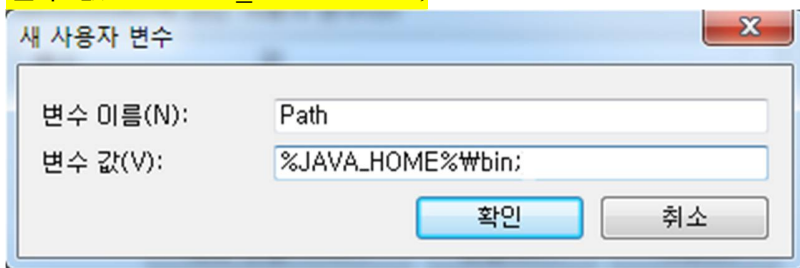 새 사용자 변수
변수 이름(N):
Path
변수 값(V):
%JAVA_HOME%₩bin;
확인
취소